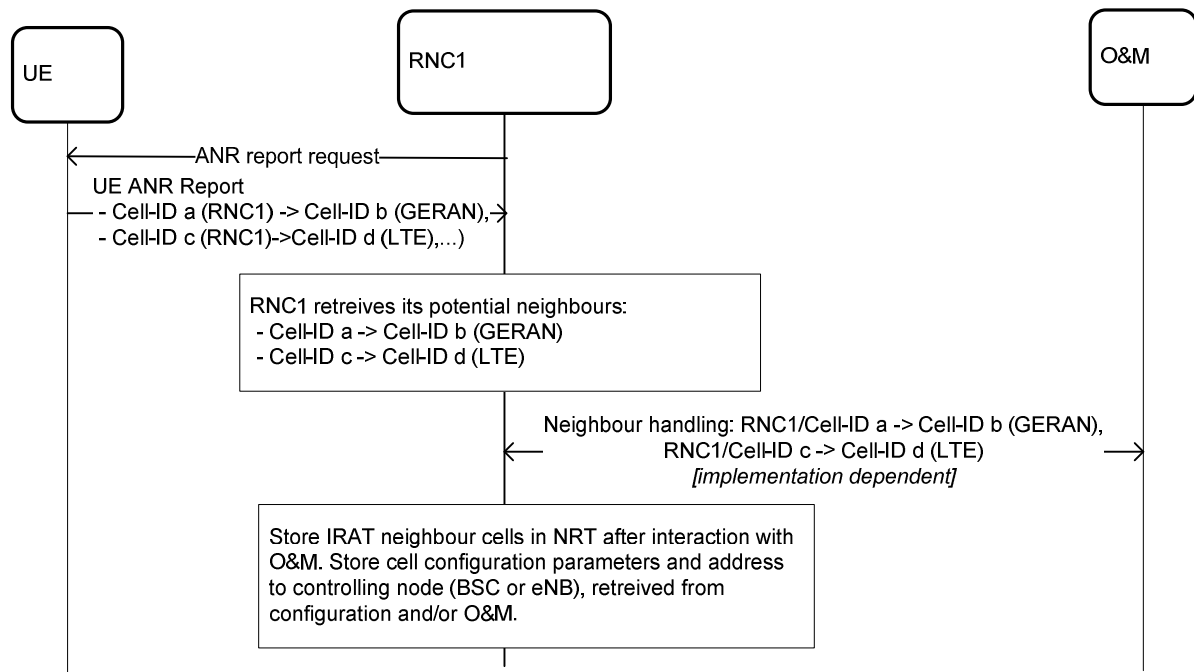 UE
RNC1
O&M
ANR report request
UE ANR Report
- Cell-ID a (RNC1) -> Cell-ID b (GERAN),
- Cell-ID c (RNC1)->Cell-ID d (LTE),...)
RNC1 retreives its potential neighbours:
- Cell-ID a -> Cell-ID b (GERAN)
- Cell-ID c -> Cell-ID d (LTE)
Neighbour handling: RNC1/Cell-ID a -> Cell-ID b (GERAN),
RNC1/Cell-ID c -> Cell-ID d (LTE)
[implementation dependent]
Store IRAT neighbour cells in NRT after interaction with
O&M. Store cell configuration parameters and address
to controlling node (BSC or eNB), retreived from
configuration and/or O&M.